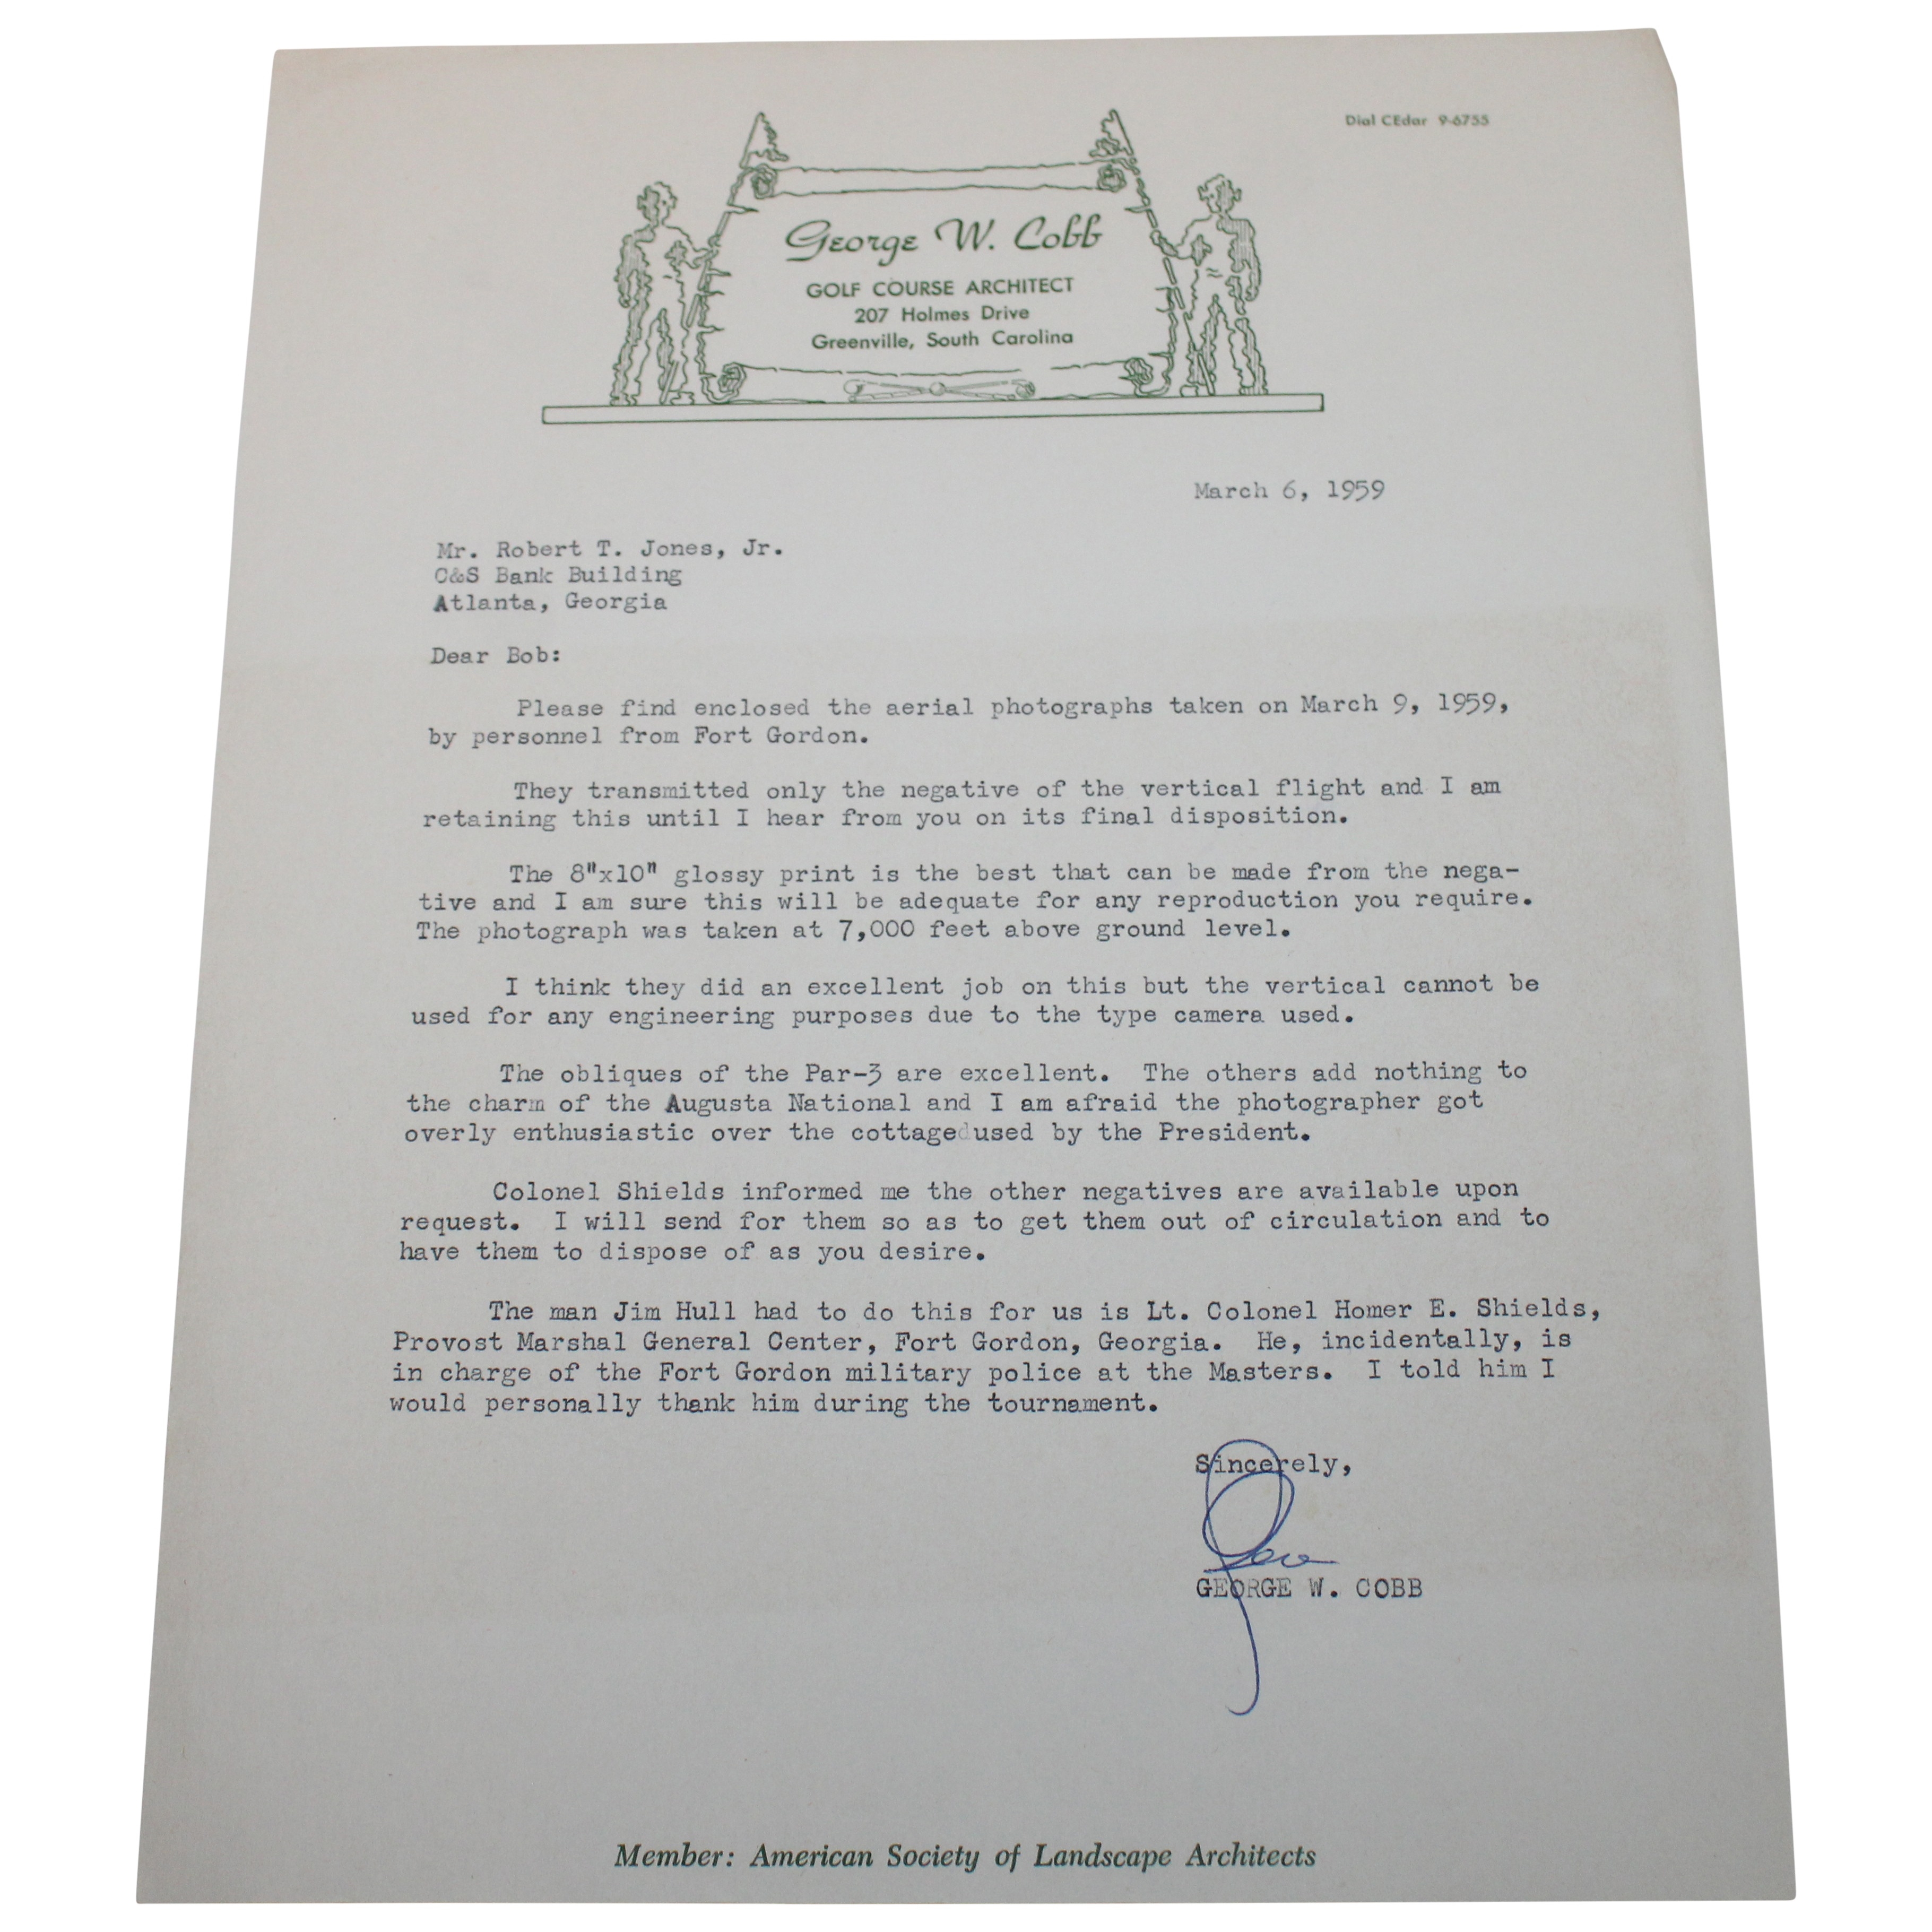 Dial CEdar 9-6755
George W. Cobb
GOLF COURSE ARCHITECT
207 Holmes Drive
Greenville, South Carolina
March 6, 1959
Mr. Robert T. Jones, Jr.
C&S Bank Building
Atlanta, Georgia
Dear Bob:
Please find enclosed the aerial photographs taken on March 9, 1959,
by personnel from Fort Gordon.
They transmitted only the negative of the vertical flight and I am
retaining this until I hear from you on its final disposition.
The 8"x10" glossy print is the best that can be made from the nega-
tive and I am sure this will be adequate for any reproduction you require.
The photograph was taken at 7,000 feet above ground level.
I think they did an excellent job on this but the vertical cannot be
used for any engineering purposes due to the type camera used.
The obliques of the Par-3 are excellent. The others add nothing to
the charm of the Augusta National and I am afraid the photographer got
overly enthusiastic over the cottage used by the President.
Colonel Shields informed me the other negatives are available upon
request. I will send for them so as to get them out of circulation and to
have them to dispose of as you desire.
The man Jim Hull had to do this for us is Lt. Colonel Homer E. Shields,
Provost Marshal General Center, Fort Gordon, Georgia. He, incidentally, is
in charge of the Fort Gordon military police at the Masters. I told him I
would personally thank him during the tournament.
Sincerely,
GEORGE W. COBB
Member: American Society of Landscape Architects